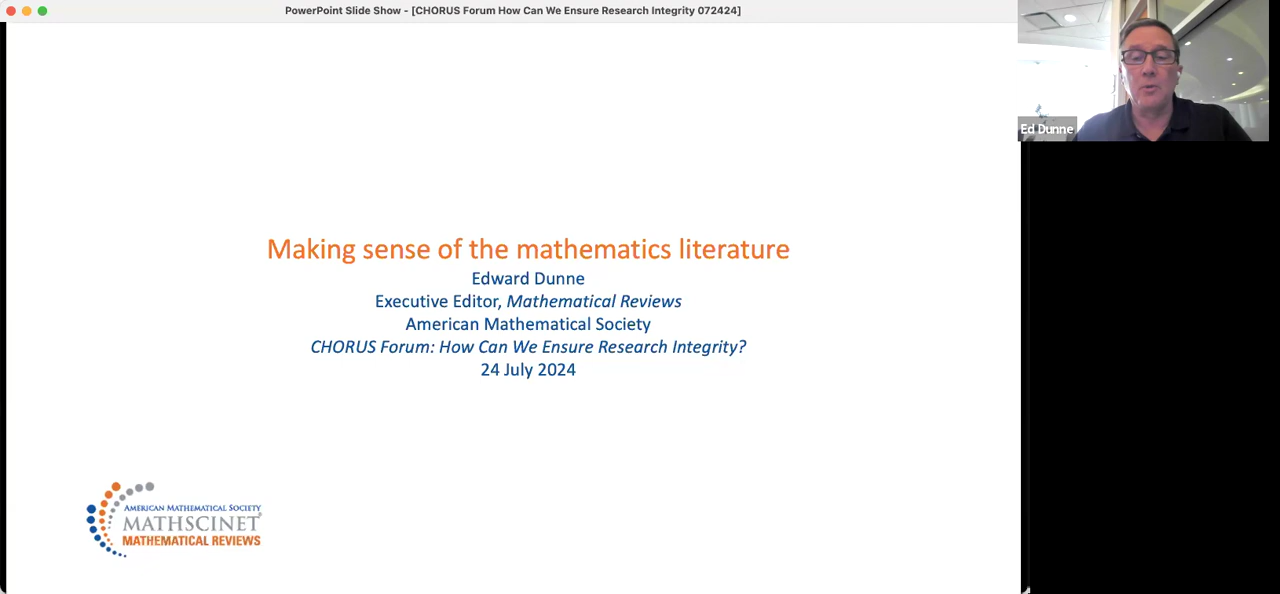 PowerPoint Slide Show - [CHORUS Forum How Can We Ensure Research Integrity 072424]
Ed Dunne
Making sense of the mathematics literature
Edward Dunne
Executive Editor, Mathematical Reviews
American Mathematical Society
CHORUS Forum: How Can We Ensure Research Integrity?
24 July 2024
AMERICAN MATHEMATICAL SOCIETY
MATHSCINET
MATHEMATICAL REVIEWS